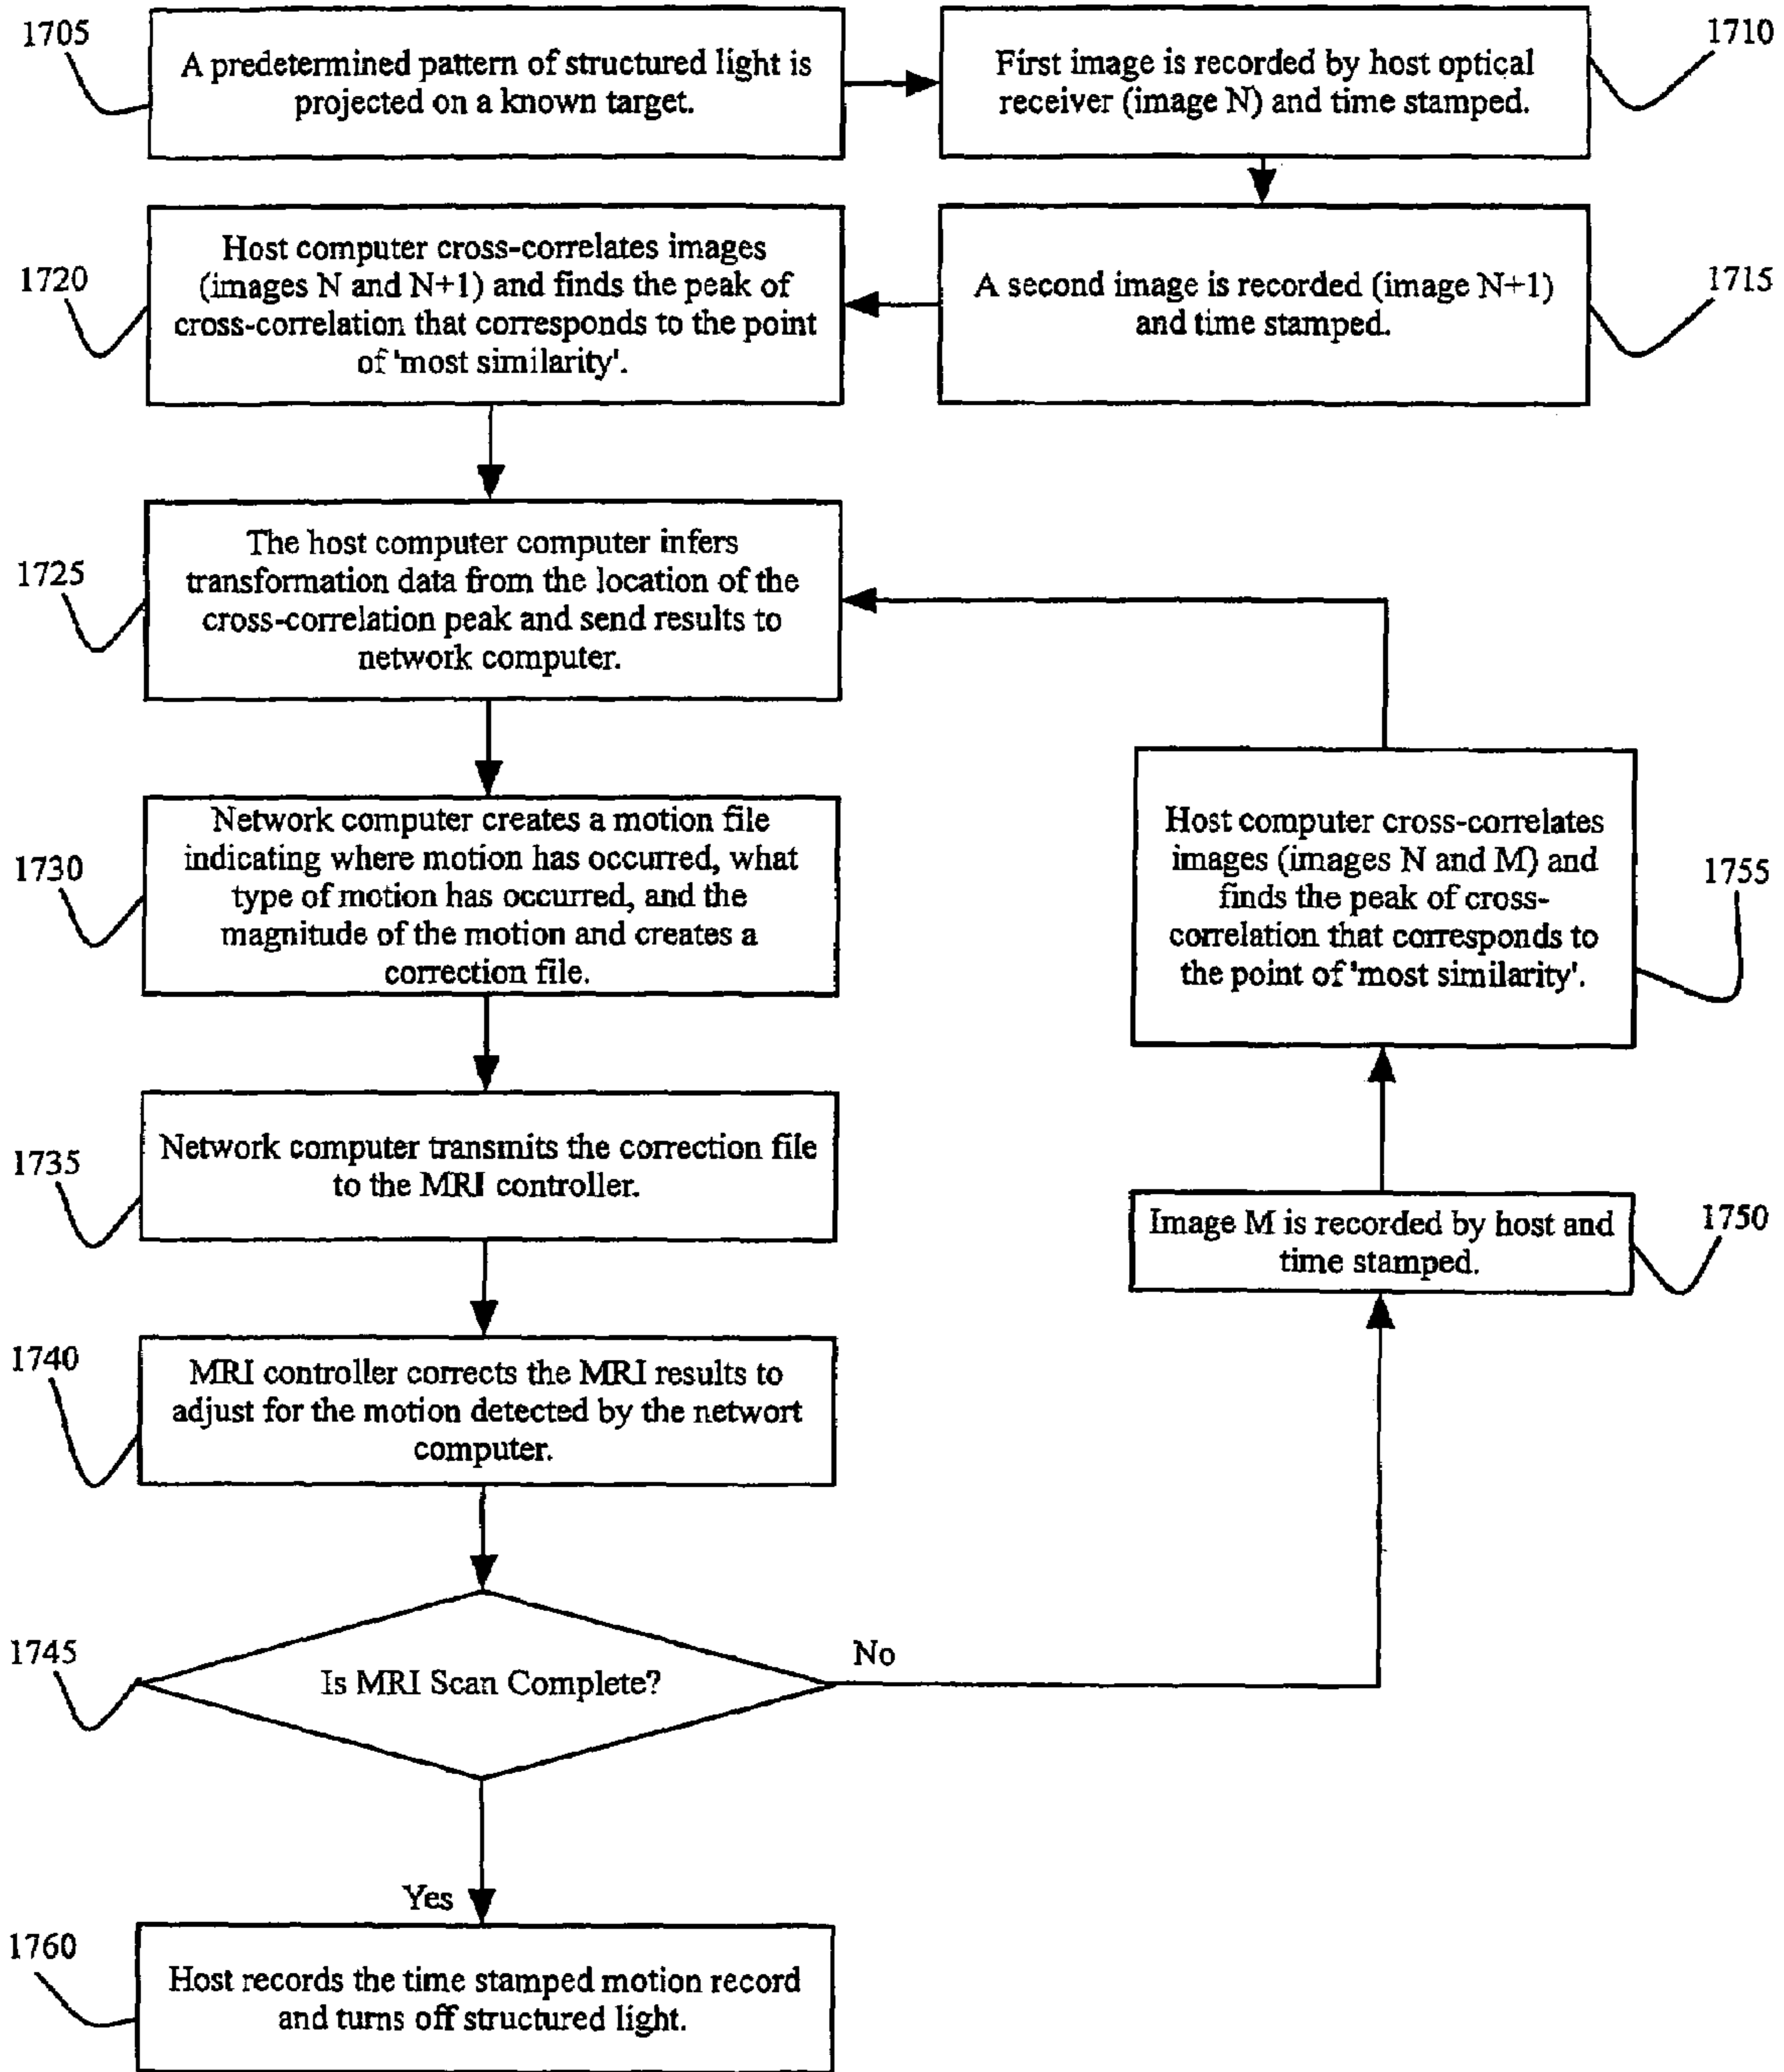 1705
A predetermined pattern of structured light is
projected on a known target.
1710
First image is recorded by host optical
receiver (image N) and time stamped.
1715
A second image is recorded (image N+1)
and time stamped.
1720
Host computer cross-correlates images
(images N and N+1) and finds the peak of
cross-correlation that corresponds to the point
of 'most similarity'.
1725
The host computer computer infers
transformation data from the location of the
cross-correlation peak and send results to
network computer.
1730
Network computer creates a motion file
indicating where motion has occurred, what
type of motion has occurred, and the
magnitude of the motion and creates a
correction file.
1735
Network computer transmits the correction file
to the MRI controller.
1740
MRI controller corrects the MRI results to
adjust for the motion detected by the networt
computer.
1745
Is MRI Scan Complete?
No
1750
Image M is recorded by host and
time stamped.
1755
Host computer cross-correlates
images (images N and M) and
finds the peak of cross-
correlation that corresponds to
the point of 'most similarity'.
Yes
1760
Host records the time stamped motion record
and turns off structured light.